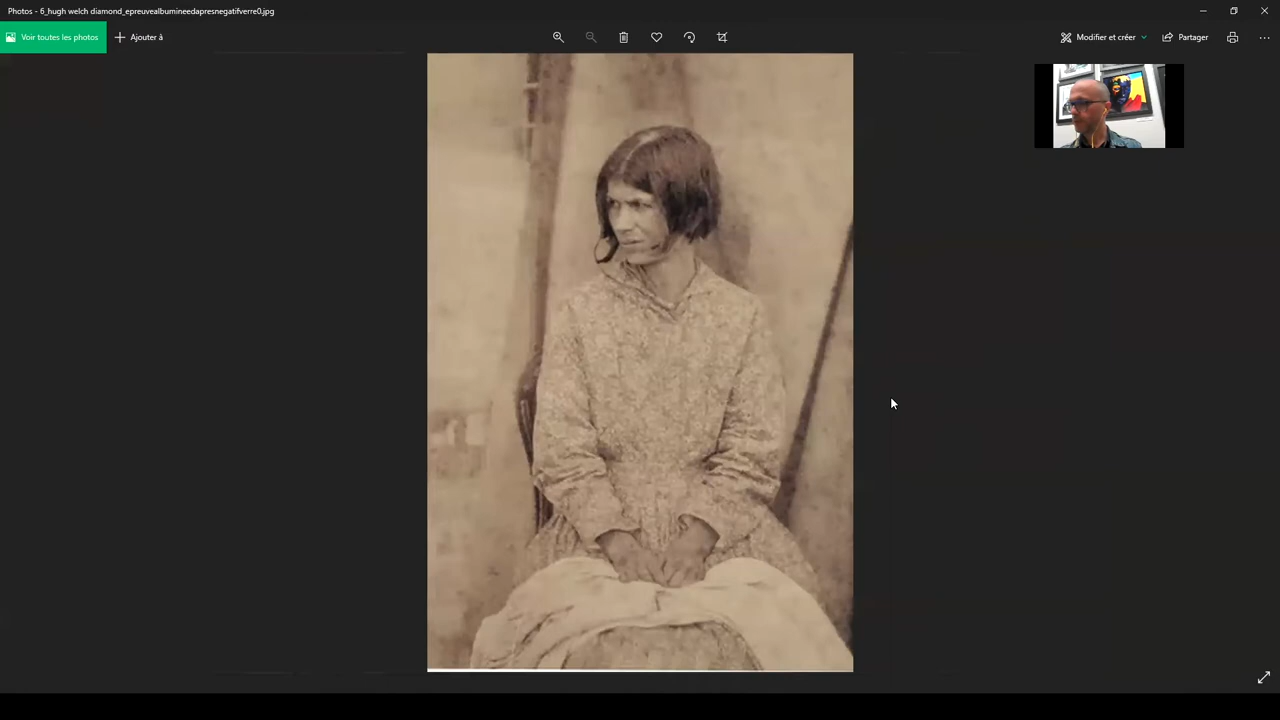 Photos - 6_hugh welch diamond_epreuvealbumineedapresnegatifverre0.jpg
Voir toutes les photos
Ajouter à
Modifier et créer
Partager